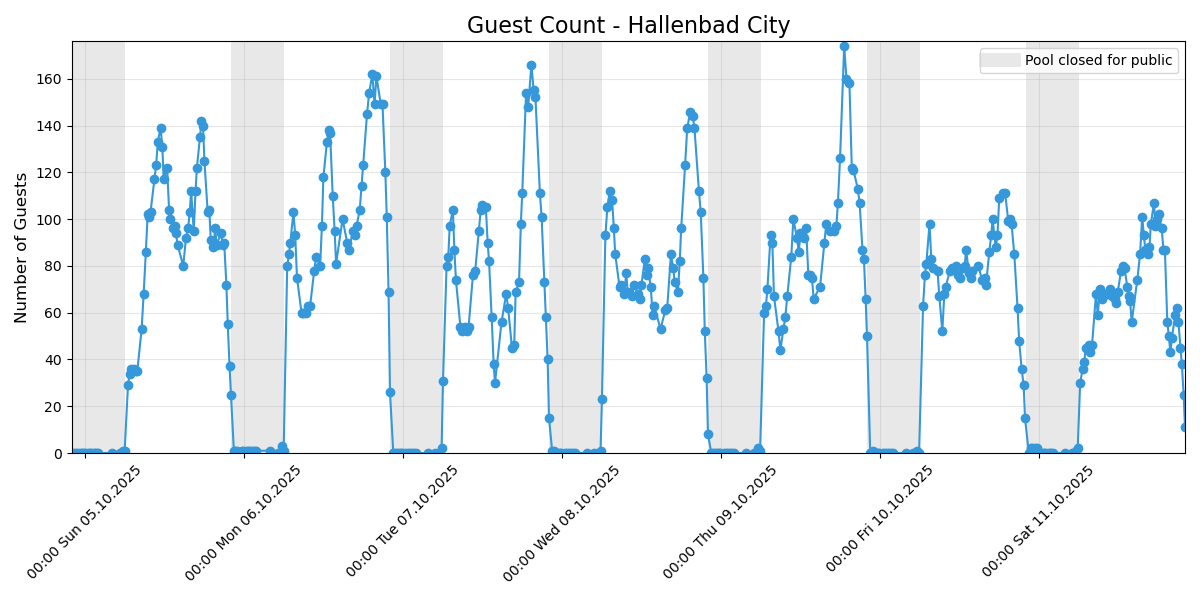 Guest Count - Hallenbad City
Pool closed for public
Number of Guests
160
140
120
100
80
60
40
20
0
00:00 Sun 05.10.2025
00:00 Mon 06.10.2025
00:00 Tue 07.10.2025
00:00 Wed 08.10.2025
00:00 Thu 09.10.2025
00:00 Fri 10.10.2025
00:00 Sat 11.10.2025